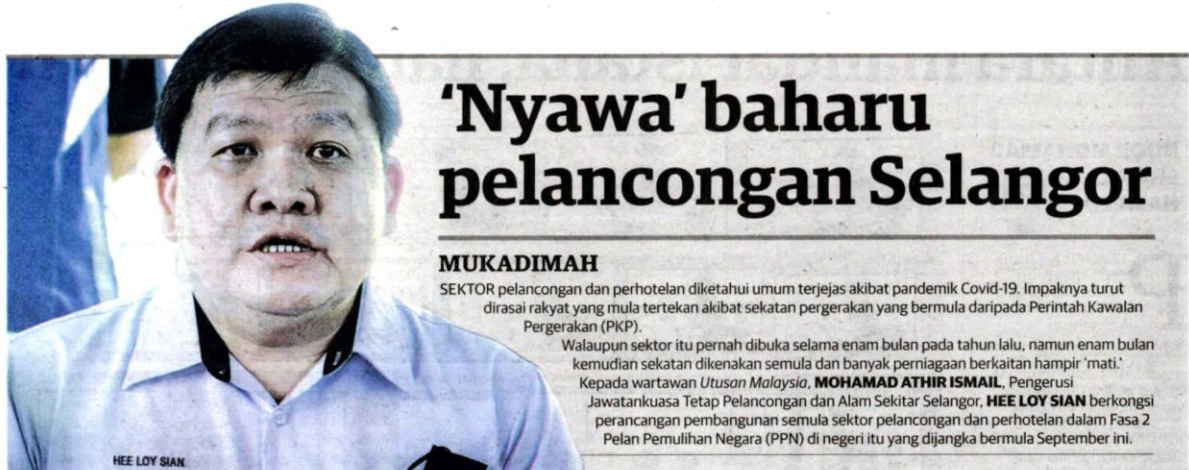 'Nyawa' baharu
pelancongan Selangor
MUKADIMAH
SEKTOR pelancongan dan perhotelan diketahui umum terjejas akibat pandemik Covid-19. Impaknya turut
dirasai rakyat yang mula tertekan akibat sekatan pergerakan yang bermula daripada Perintah Kawalan
Pergerakan (PKP).
Walaupun sektor itu pernah dibuka selama enam bulan pada tahun lalu, namun enam bulan
kemudian sekatan dikenakan semula dan banyak perniagaan berkaitan hampir 'mati.'
Kepada wartawan Utusan Malaysia, MOHAMAD ATHIR ISMAIL, Pengerusi
Jawatankuasa Tetap Pelancongan dan Alam Sekitar Selangor, HEE LOY SIAN berkongsi
perancangan pembangunan semula sektor pelancongan dan perhotelan dalam Fasa 2
Pelan Pemulihan Negara (PPN) di negeri itu yang dijangka bermula September ini.
HEE LOY SIAN